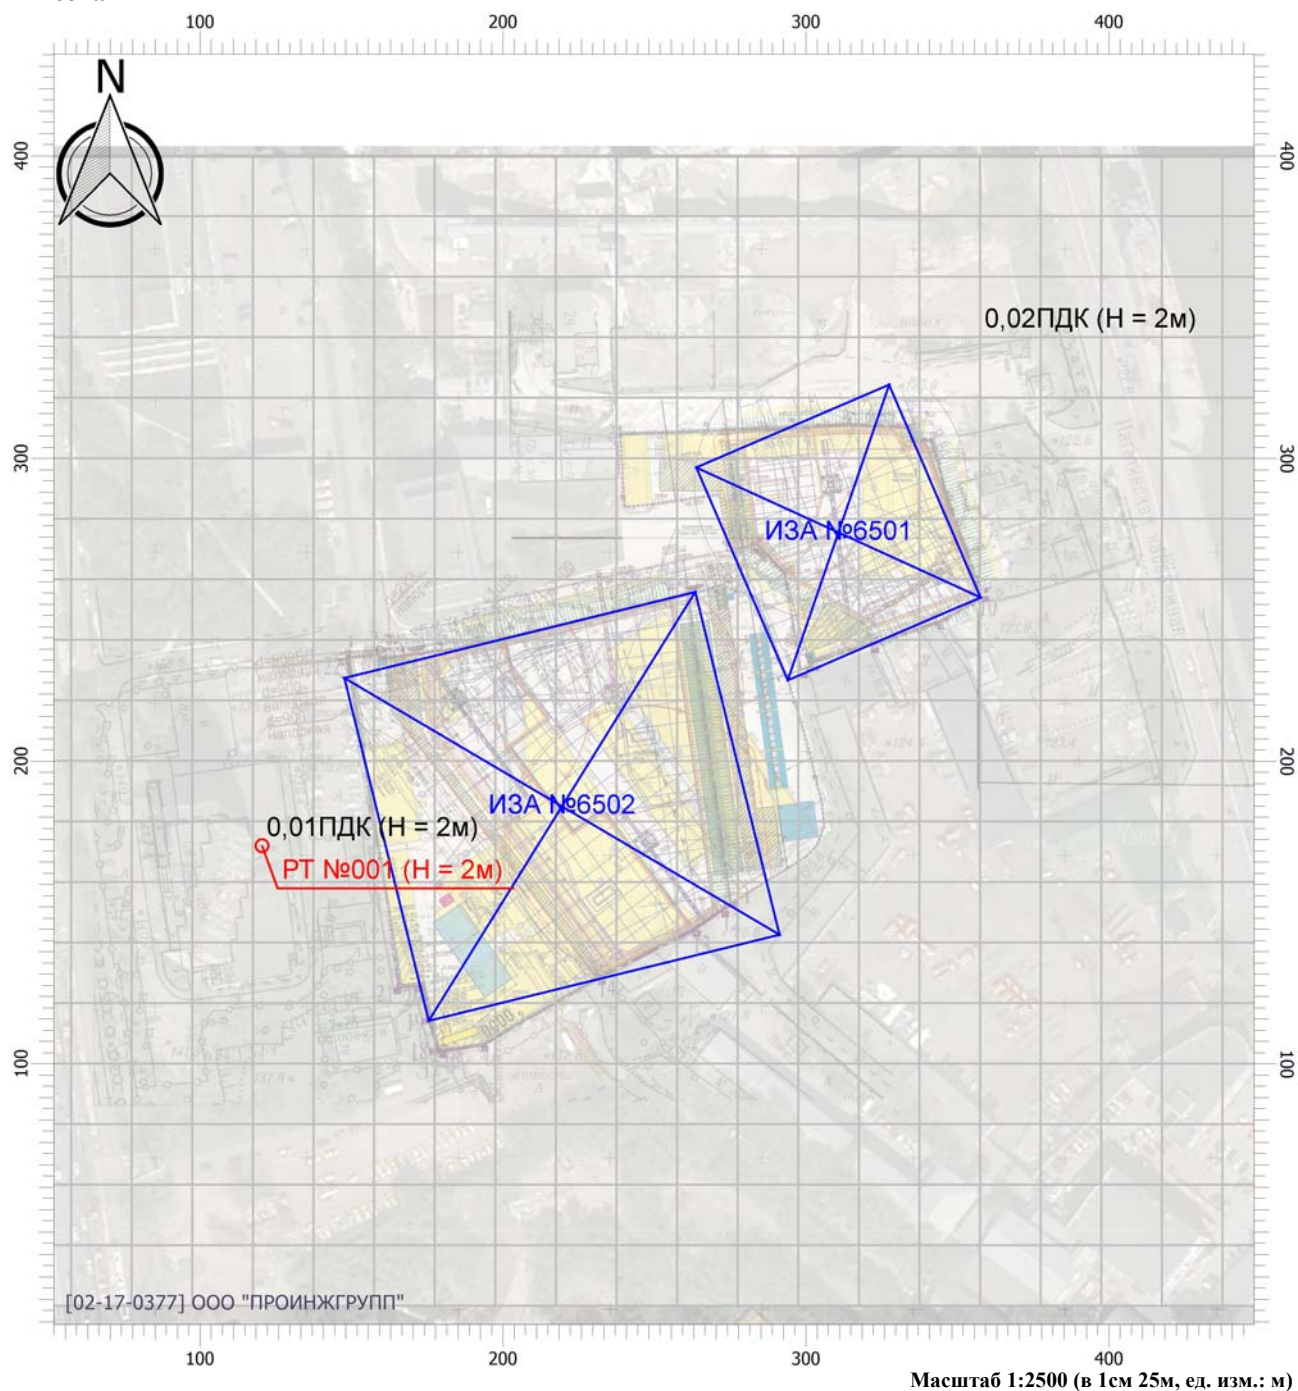 100 200 300 400
N
400 400
0,02ПДК (Н = 2м)
300 300
ИЗА №6501
200 200
ИЗА №6502
0,01ПДК (Н = 2м)
РТ №001 (Н = 2м)
100 100
[02-17-0377] ООО "ПРОИНЖГРУПП"
100 200 300 400
Масштаб 1:2500 (в 1см 25м, ед. изм.: м)